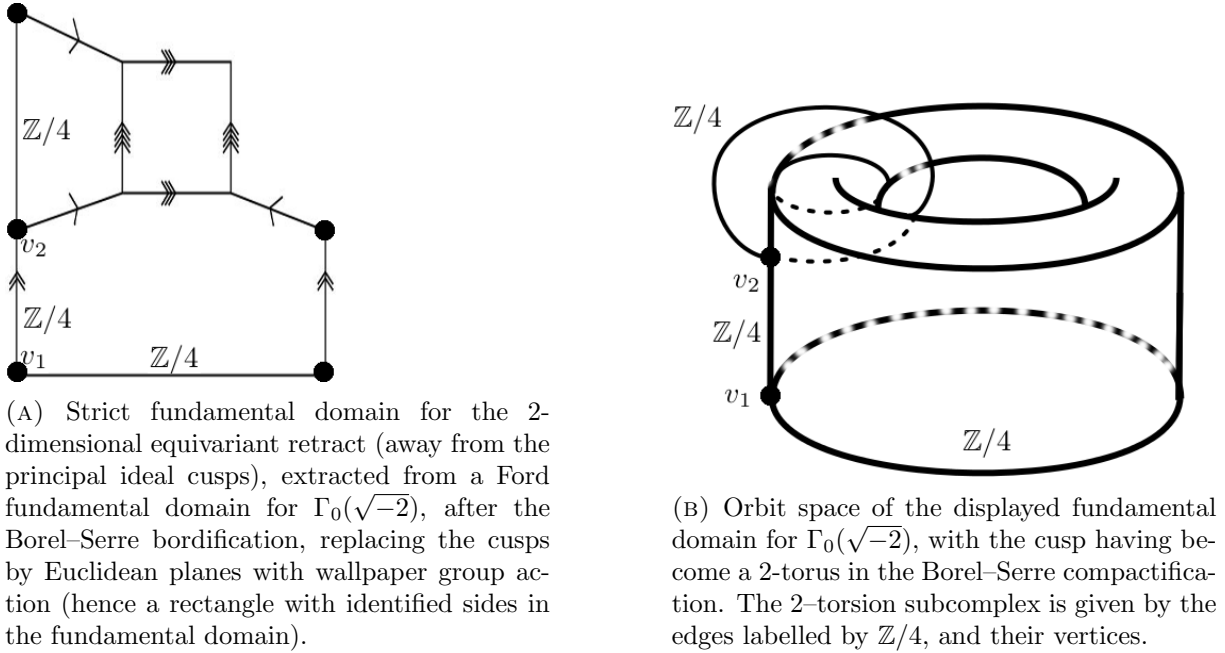 ℤ/4
v₂
ℤ/4
v₁
ℤ/4
(A) Strict fundamental domain for the 2-
dimensional equivariant retract (away from the
principal ideal cusps), extracted from a Ford
fundamental domain for Γ₀(√−2), after the
Borel–Serre bordification, replacing the cusps
by Euclidean planes with wallpaper group ac-
tion (hence a rectangle with identified sides in
the fundamental domain).
ℤ/4
v₂
ℤ/4
v₁
ℤ/4
(B) Orbit space of the displayed fundamental
domain for Γ₀(√−2), with the cusp having be-
come a 2-torus in the Borel–Serre compactifica-
tion. The 2–torsion subcomplex is given by the
edges labelled by ℤ/4, and their vertices.